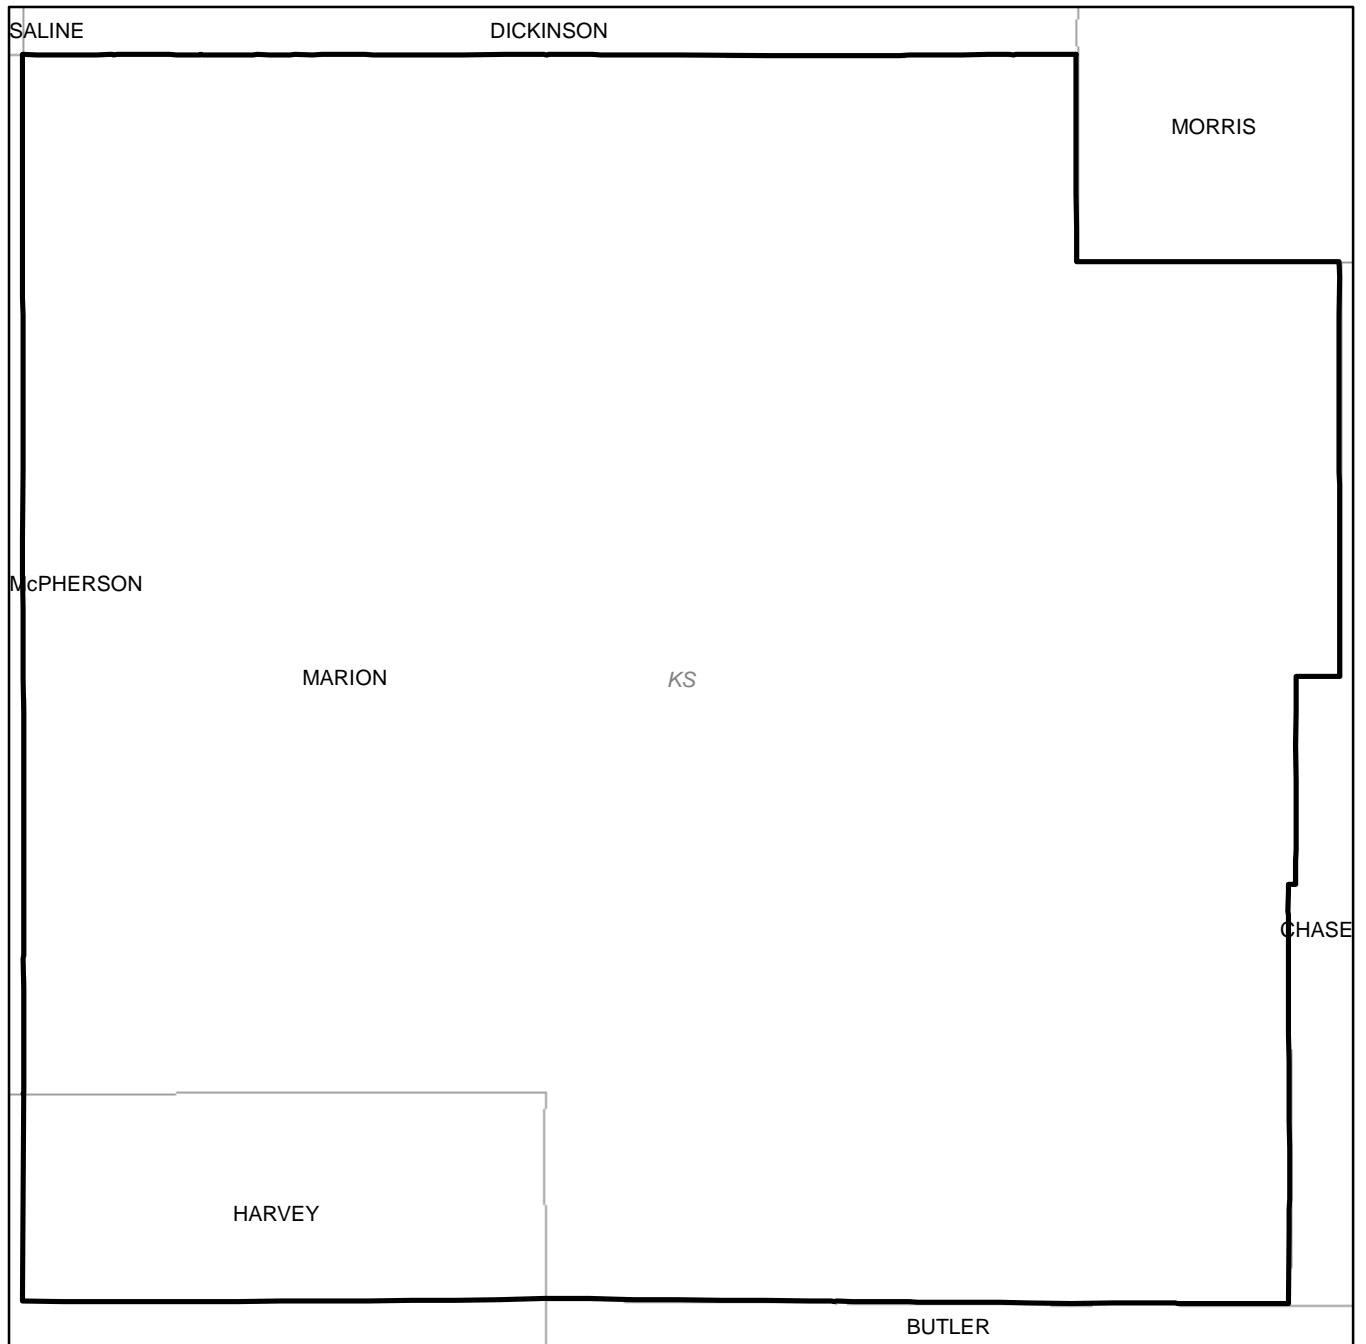 SALINE
DICKINSON
MORRIS
McPHERSON
MARION
KS
CHASE
HARVEY
BUTLER